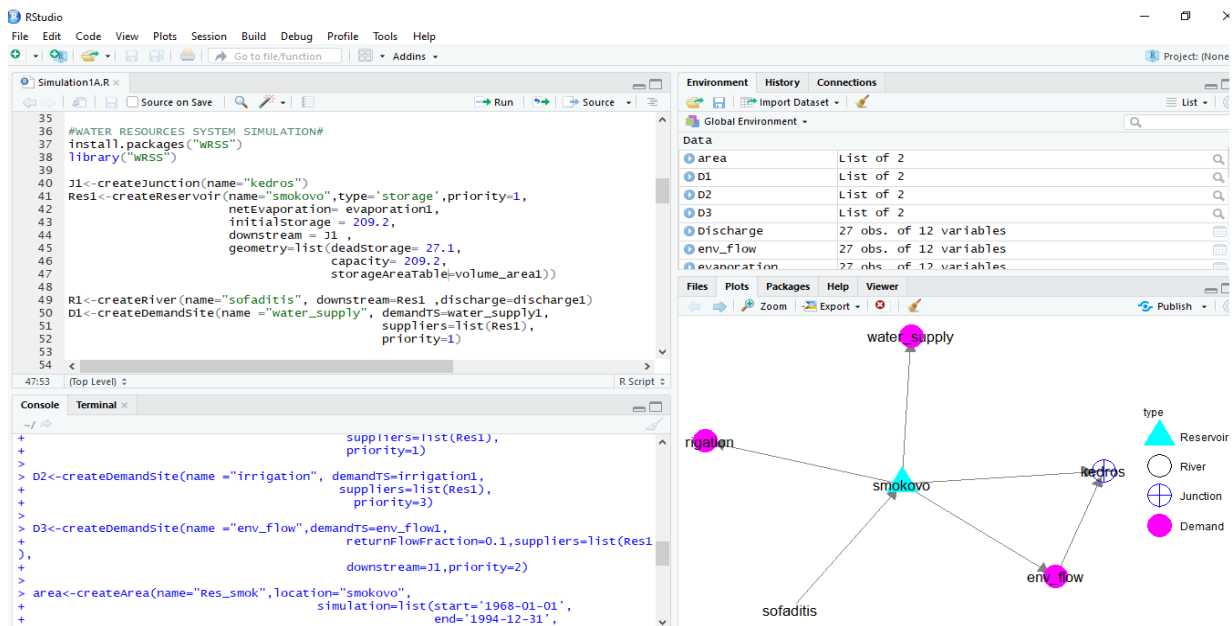 RStudio
File Edit Code View Plots Session Build Debug Profile Tools Help
Go to file/function
Addins
Project: (None
Simulation1A.R
Source on Save
Run
Source
35
36 #WATER RESOURCES SYSTEM SIMULATION#
37 install.packages("WRSS")
38 library("WRSS")
39
40 J1<-createJunction(name="kedros")
41 Res1<-createReservoir(name="smokovo",type='storage',priority=1,
42 netEvaporation= evaporation1,
43 initialStorage = 209.2,
44 downstream = J1 ,
45 geometry=list(deadStorage= 27.1,
46 capacity= 209.2,
47 storageAreaTable=volume_area1))
48
49 R1<-createRiver(name="sofaditis", downstream=Res1 ,discharge=discharge1)
50 D1<-createDemandSite(name ="water_supply", demandTS=water_supply1,
51 suppliers=list(Res1),
52 priority=1)
53
54
47:53 (Top Level) R Script
Console Terminal
~/
+ suppliers=list(Res1),
+ priority=1)
>
> D2<-createDemandSite(name ="irrigation", demandTS=irrigation1,
+ suppliers=list(Res1),
+ priority=3)
>
> D3<-createDemandSite(name ="env_flow",demandTS=env_flow1,
+ returnFlowFraction=0.1,suppliers=list(Res1
),
+ downstream=J1,priority=2)
>
> area<-createArea(name="Res_smok",location="smokovo",
+ simulation=list(start='1968-01-01',
+ end='1994-12-31',
Environment History Connections
Import Dataset
List
Global Environment
Data
area List of 2
D1 List of 2
D2 List of 2
D3 List of 2
Discharge 27 obs. of 12 variables
env_flow 27 obs. of 12 variables
evaporation 27 obs. of 12 variables
Files Plots Packages Help Viewer
Zoom Export Publish
water_supply
rigation
smokovo
kedros
env_flow
sofaditis
type
Reservoir
River
Junction
Demand